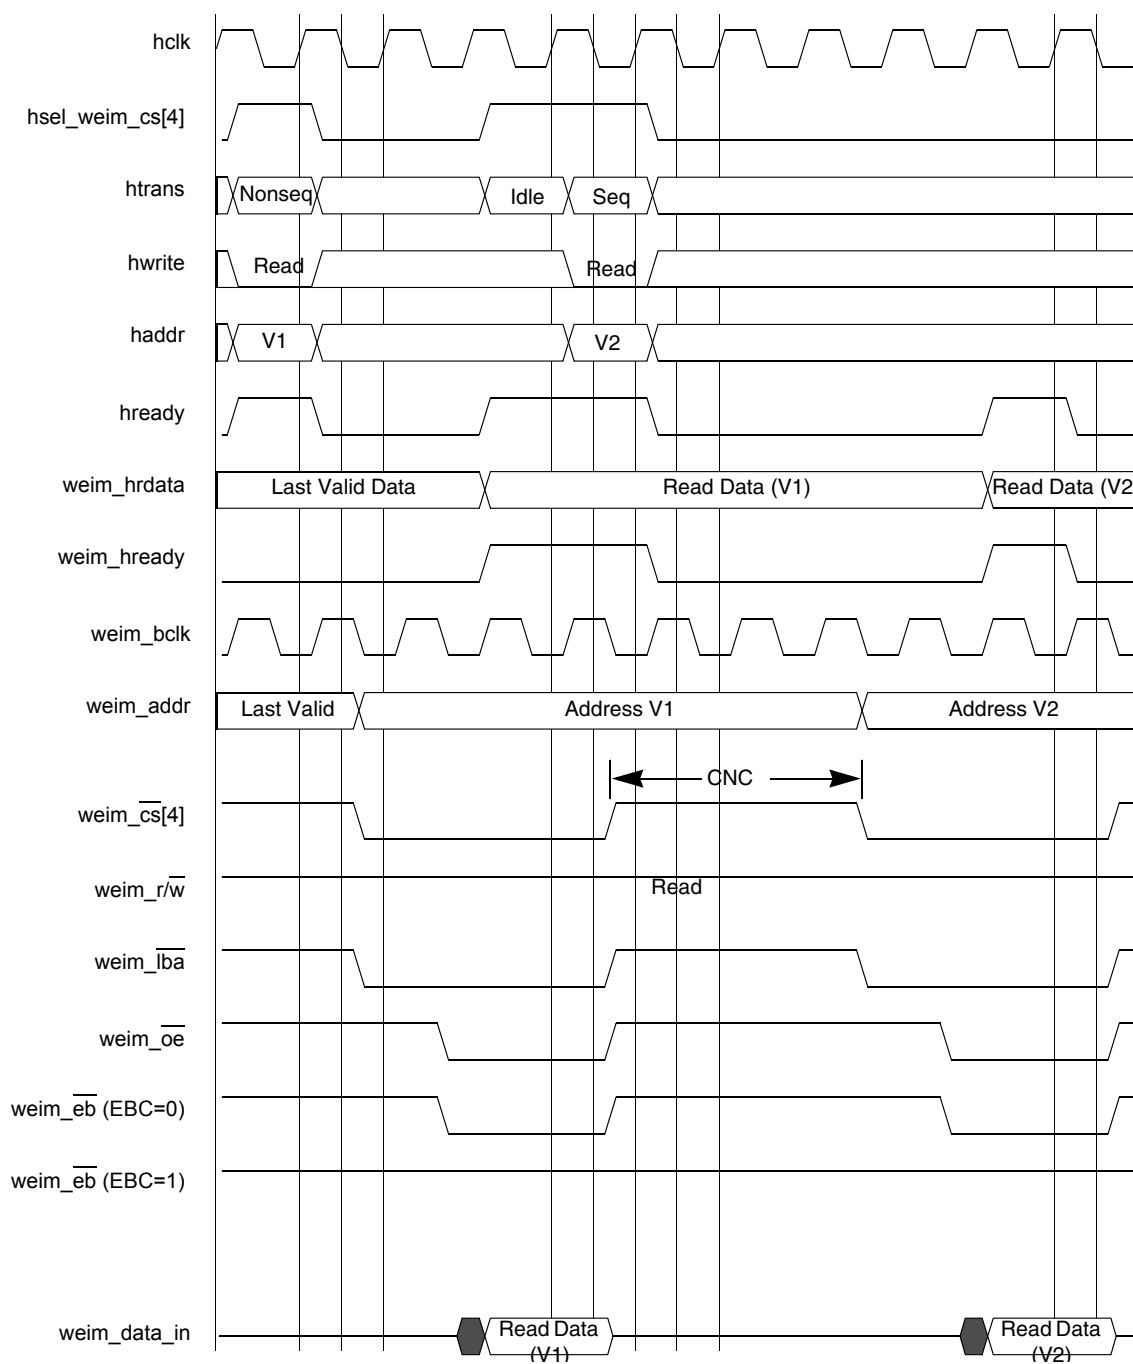 hclk
hsel_weim_cs[4]
htrans Nonseq Idle Seq
hwrite Read Read
haddr V1 V2
hready
weim_hrdata Last Valid Data Read Data (V1) Read Data (V2
weim_hready
weim_bclk
weim_addr Last Valid Address V1 Address V2
CNC
weim_cs[4]
weim_r/w Read
weim_lba
weim_oe
weim_eb (EBC=0)
weim_eb (EBC=1)
weim_data_in Read Data Read Data
(V1) (V2)